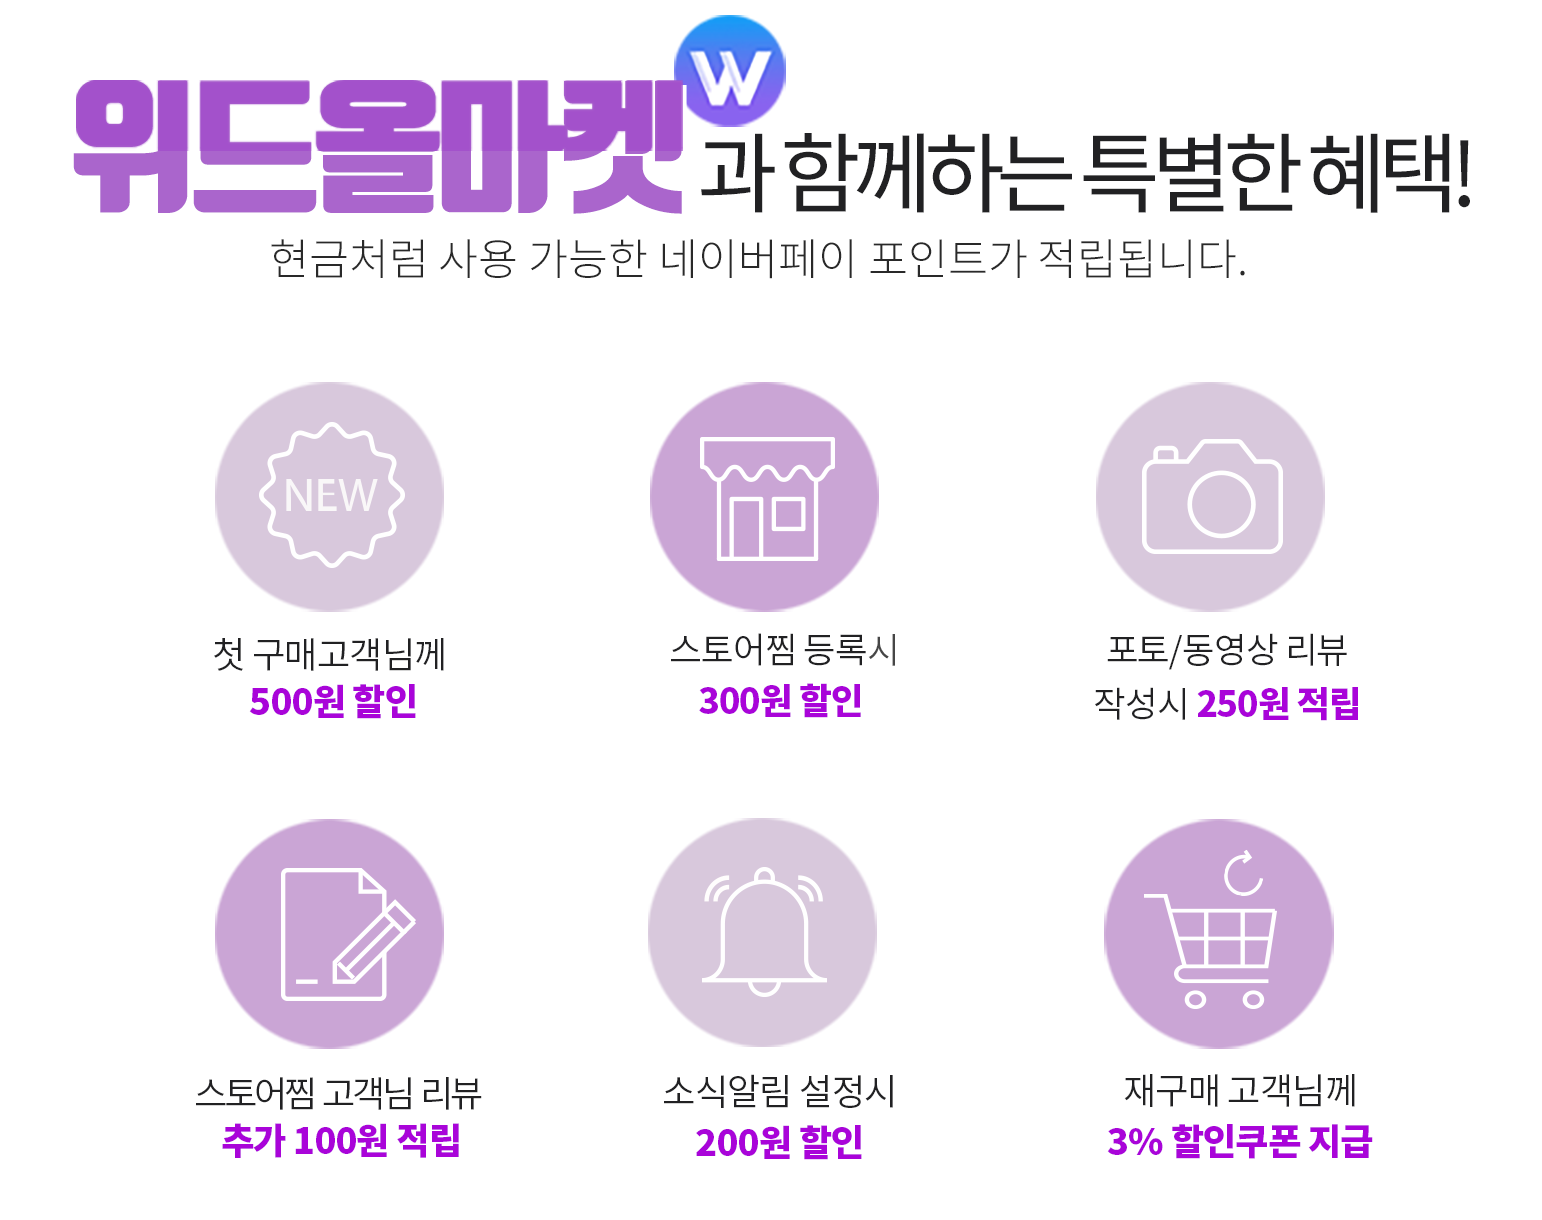 W
위드올마켓과 함께하는 특별한 혜택!
현금처럼 사용 가능한 네이버페이 포인트가 적립됩니다.
NEW
첫 구매고객님께
500원 할인
스토어찜 등록시
300원 할인
포토/동영상 리뷰
작성시 250원 적립
스토어찜 고객님 리뷰
추가 100원 적립
소식알림 설정시
200원 할인
재구매 고객님께
3% 할인쿠폰 지급